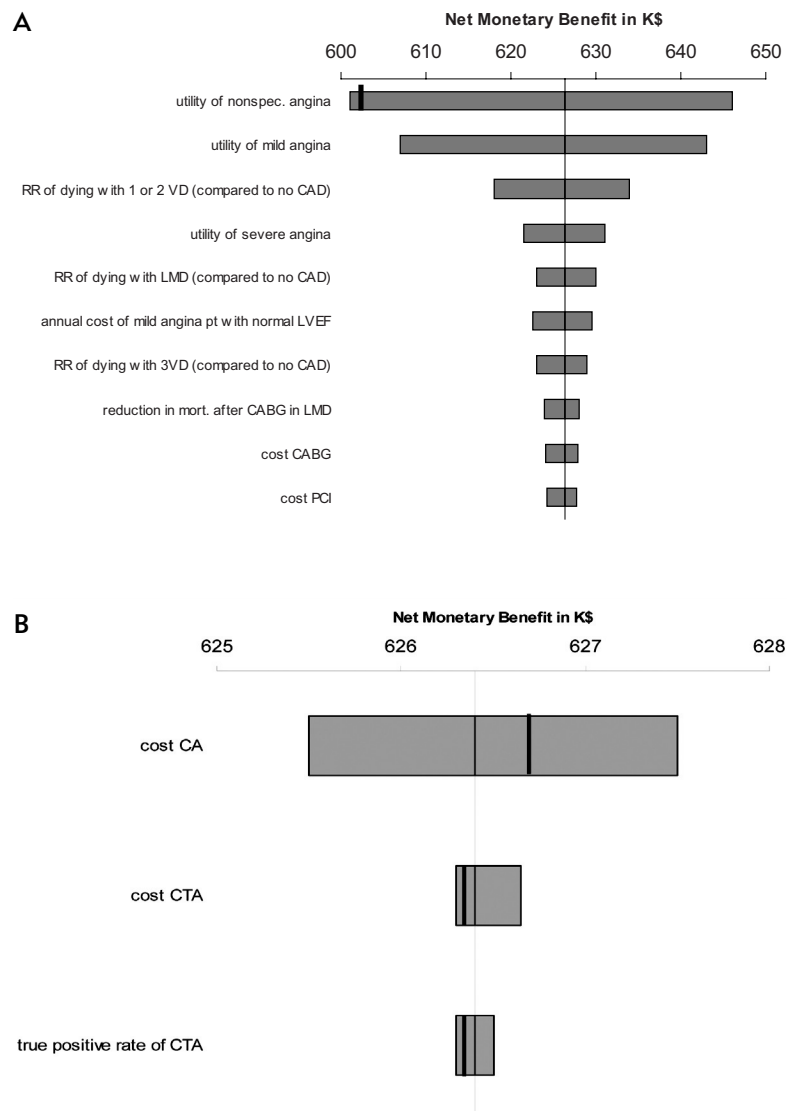 A
Net Monetary Benefit in K$
600 610 620 630 640 650
utility of nonspec. angina
utility of mild angina
RR of dying with 1 or 2 VD (compared to no CAD)
utility of severe angina
RR of dying with LMD (compared to no CAD)
annual cost of mild angina pt with normal LVEF
RR of dying with 3VD (compared to no CAD)
reduction in mort. after CABG in LMD
cost CABG
cost PCI
B
Net Monetary Benefit in K$
625 626 627 628
cost CA
cost CTA
true positive rate of CTA